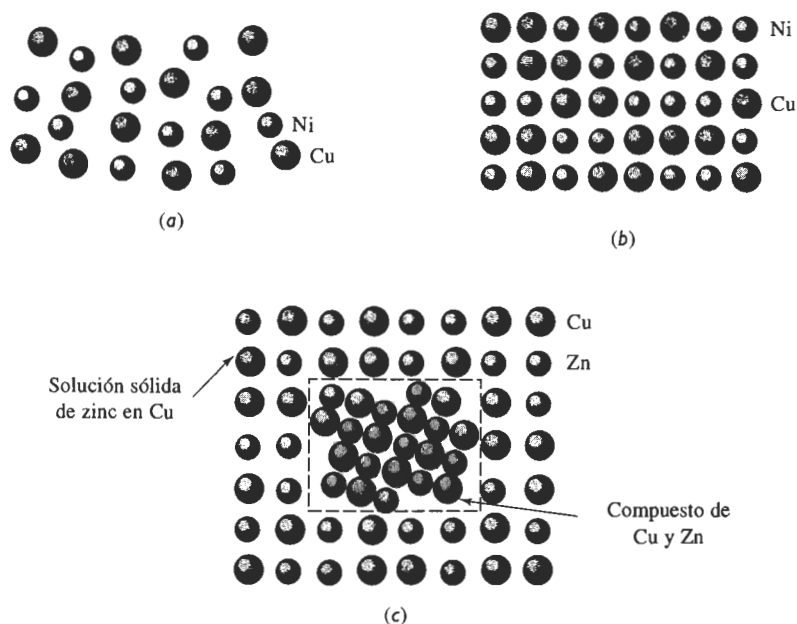 Ni
Cu
(a)
Ni
Cu
(b)
Cu
Zn
Solución sólida
de zinc en Cu
Compuesto de
Cu y Zn
(c)